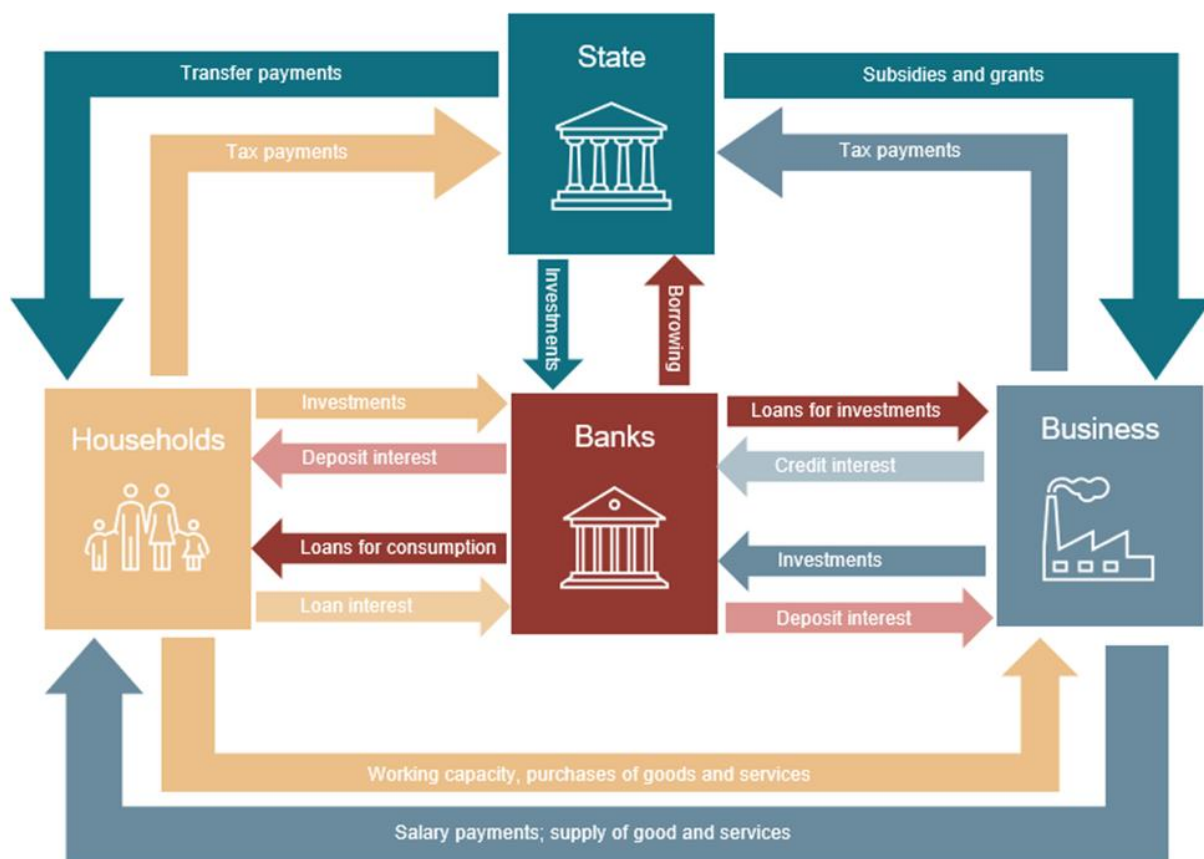 State
Transfer payments
Subsidies and grants
Tax payments
Tax payments
Investments
Borrowing
Households
Investments
Deposit interest
Loans for consumption
Loan interest
Banks
Loans for investments
Credit interest
Investments
Deposit interest
Business
Working capacity, purchases of goods and services
Salary payments; supply of good and services